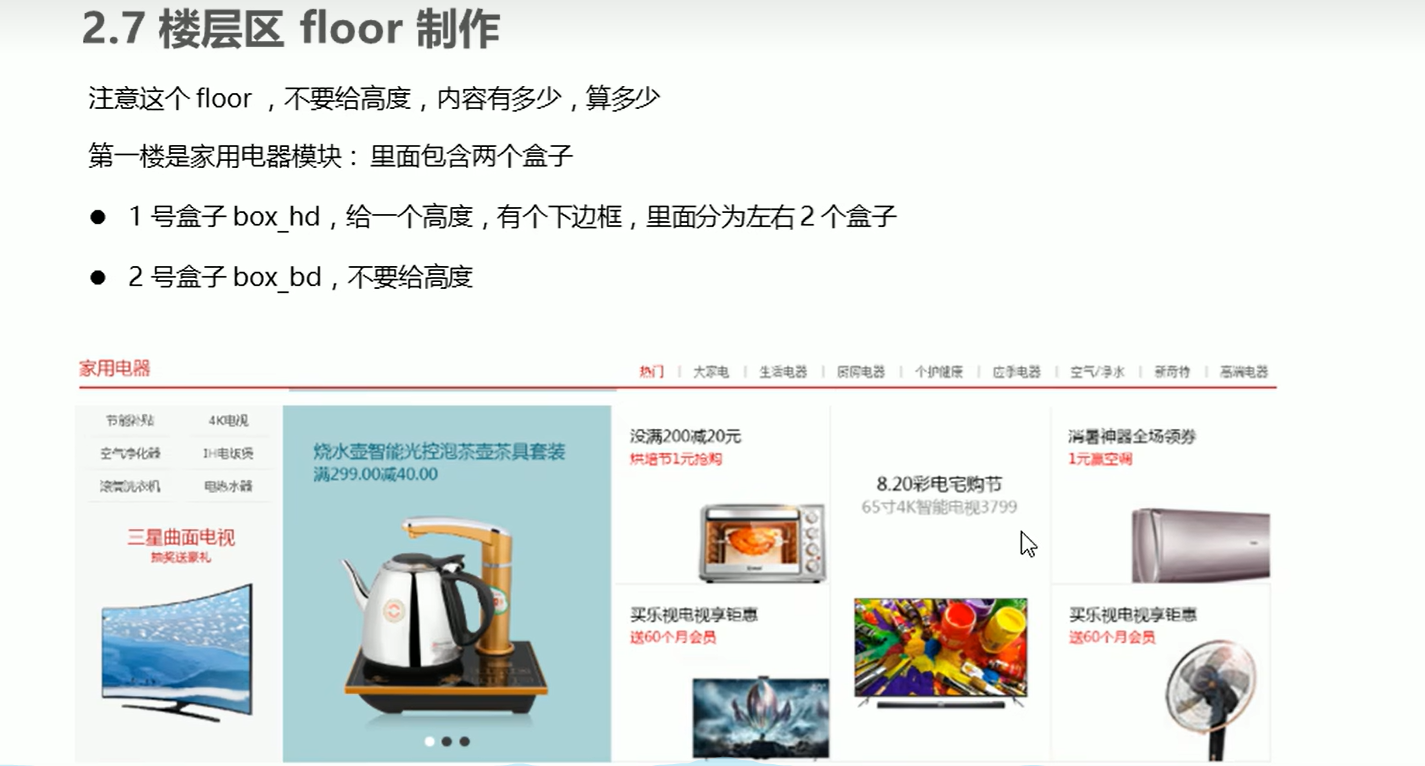 2.7 楼层区 floor 制作
注意这个 floor ，不要给高度，内容有多少，算多少
第一楼是家用电器模块： 里面包含两个盒子
● 1 号盒子 box_hd，给一个高度，有个下边框，里面分为左右 2 个盒子
● 2 号盒子 box_bd，不要给高度
家用电器
热门 | 大家电 | 生活电器 | 厨房电器 | 个护健康 | 应季电器 | 空气/净水 | 新奇特 | 高端电器
节能补贴 4K电视
空气净化器 IH电饭煲
滚筒洗衣机 电热水器
三星曲面电视
抽奖送豪礼
烧水壶智能光控泡茶壶茶具套装
满299.00减40.00
没满200减20元
烘培节1元抢购
买乐视电视享钜惠
送60个月会员
8.20彩电宅购节
65寸4K智能电视3799
消暑神器全场领券
1元赢空调
买乐视电视享钜惠
送60个月会员